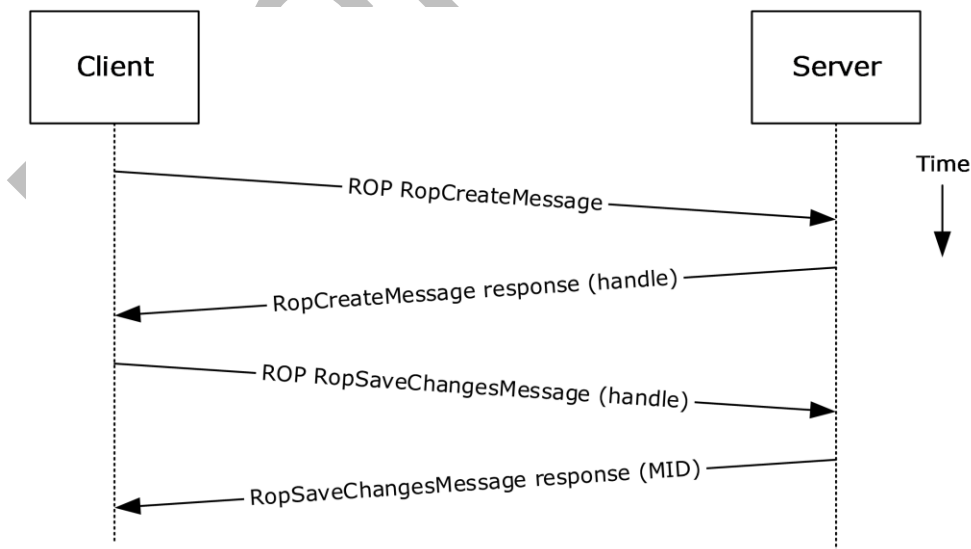 Client
Server
Time
ROP RopCreateMessage
RopCreateMessage response (handle)
ROP RopSaveChangesMessage (handle)
RopSaveChangesMessage response (MID)